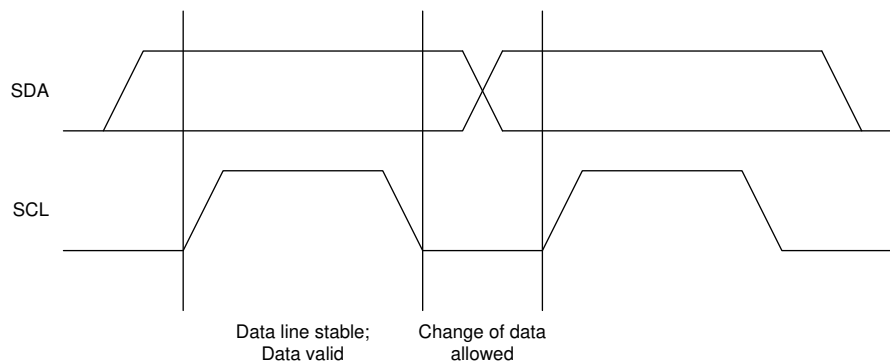 SDA
SCL
Data line stable;
Data valid
Change of data
allowed